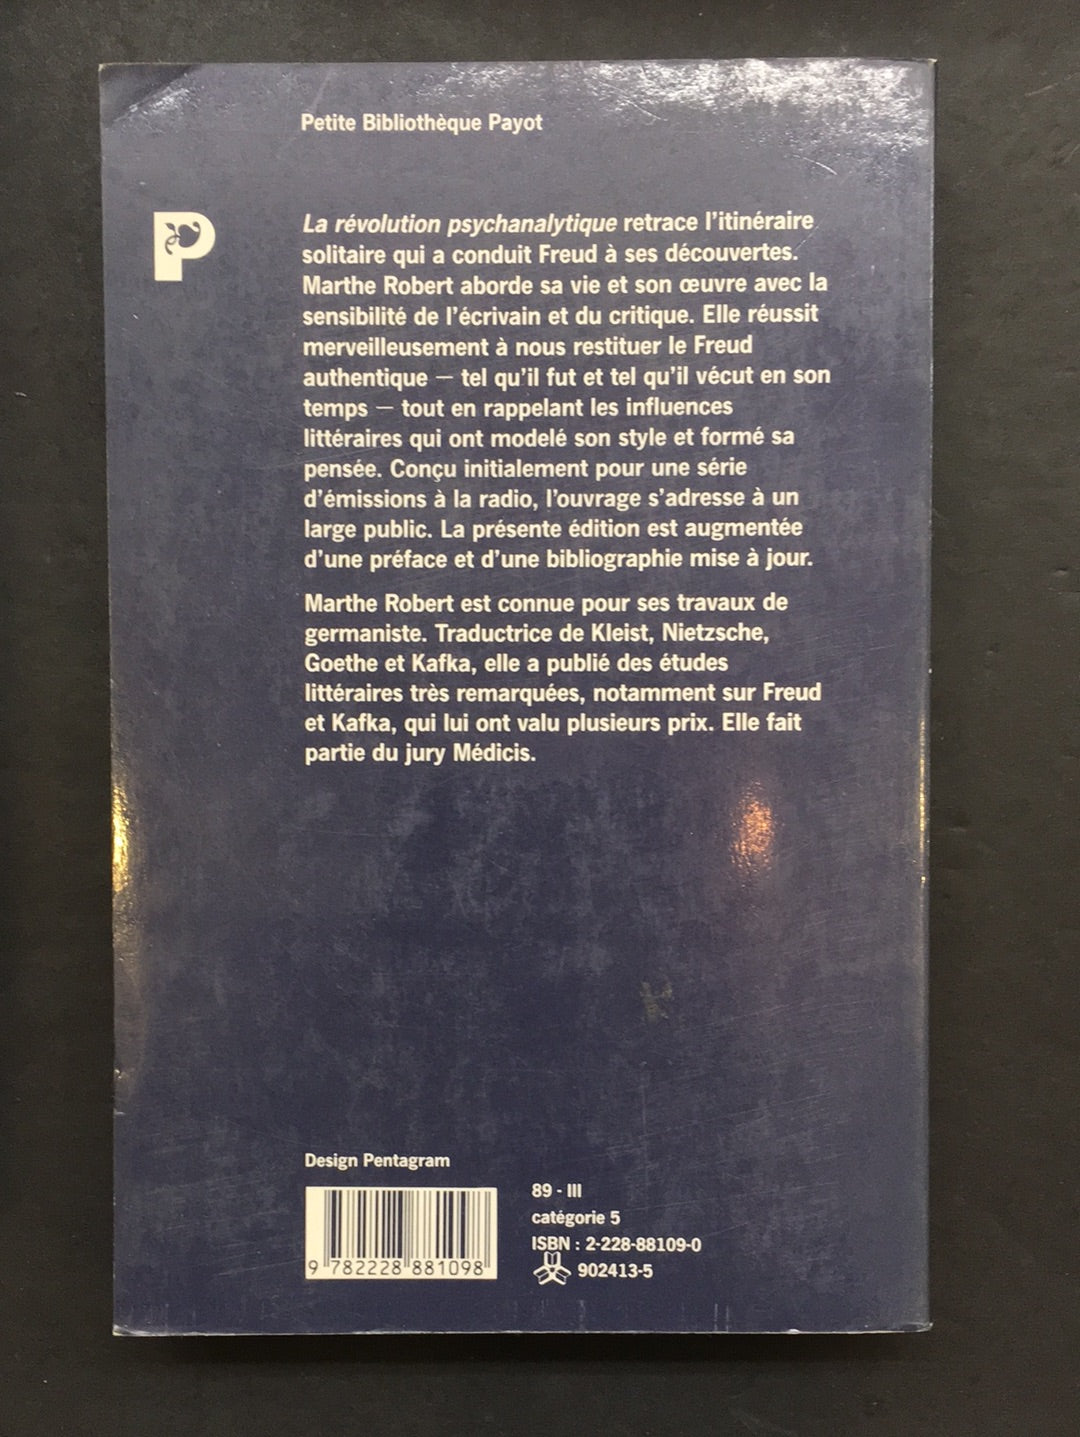 Petite Bibliothèque Payot
P
La révolution psychanalytique retrace l'itinéraire
solitaire qui a conduit Freud à ses découvertes.
Marthe Robert aborde sa vie et son œuvre avec la
sensibilité de l'écrivain et du critique. Elle réussit
merveilleusement à nous restituer le Freud
authentique — tel qu'il fut et tel qu'il vécut en son
temps — tout en rappelant les influences
littéraires qui ont modelé son style et formé sa
pensée. Conçu initialement pour une série
d'émissions à la radio, l'ouvrage s'adresse à un
large public. La présente édition est augmentée
d'une préface et d'une bibliographie mise à jour.
Marthe Robert est connue pour ses travaux de
germaniste. Traductrice de Kleist, Nietzsche,
Goethe et Kafka, elle a publié des études
littéraires très remarquées, notamment sur Freud
et Kafka, qui lui ont valu plusieurs prix. Elle fait
partie du jury Médicis.
Design Pentagram
9 782228 881098
89 - III
catégorie 5
ISBN : 2-228-88109-0
902413-5